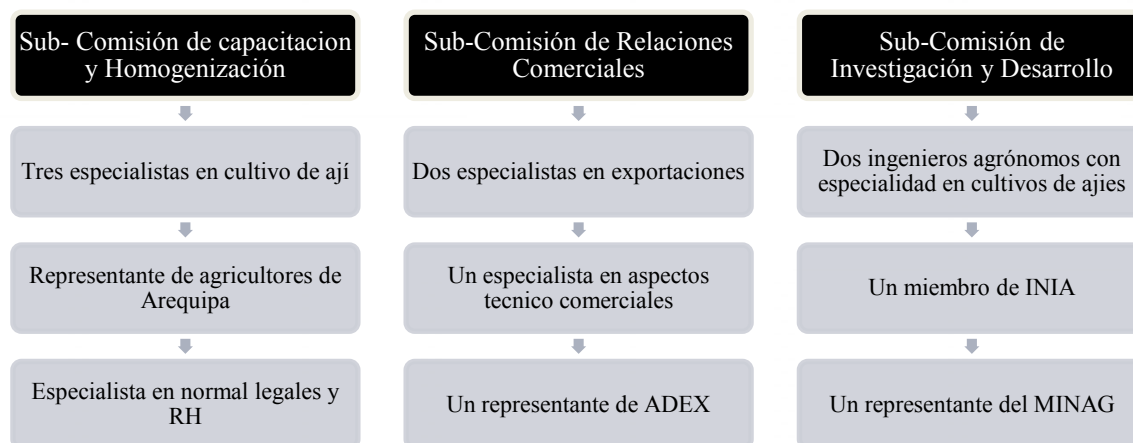 Sub- Comisión de capacitacion
y Homogenización
Tres especialistas en cultivo de ají
Representante de agricultores de
Arequipa
Especialista en normal legales y
RH
Sub-Comisión de Relaciones
Comerciales
Dos especialistas en exportaciones
Un especialista en aspectos
tecnico comerciales
Un representante de ADEX
Sub-Comisión de
Investigación y Desarrollo
Dos ingenieros agrónomos con
especialidad en cultivos de ajies
Un miembro de INIA
Un representante del MINAG